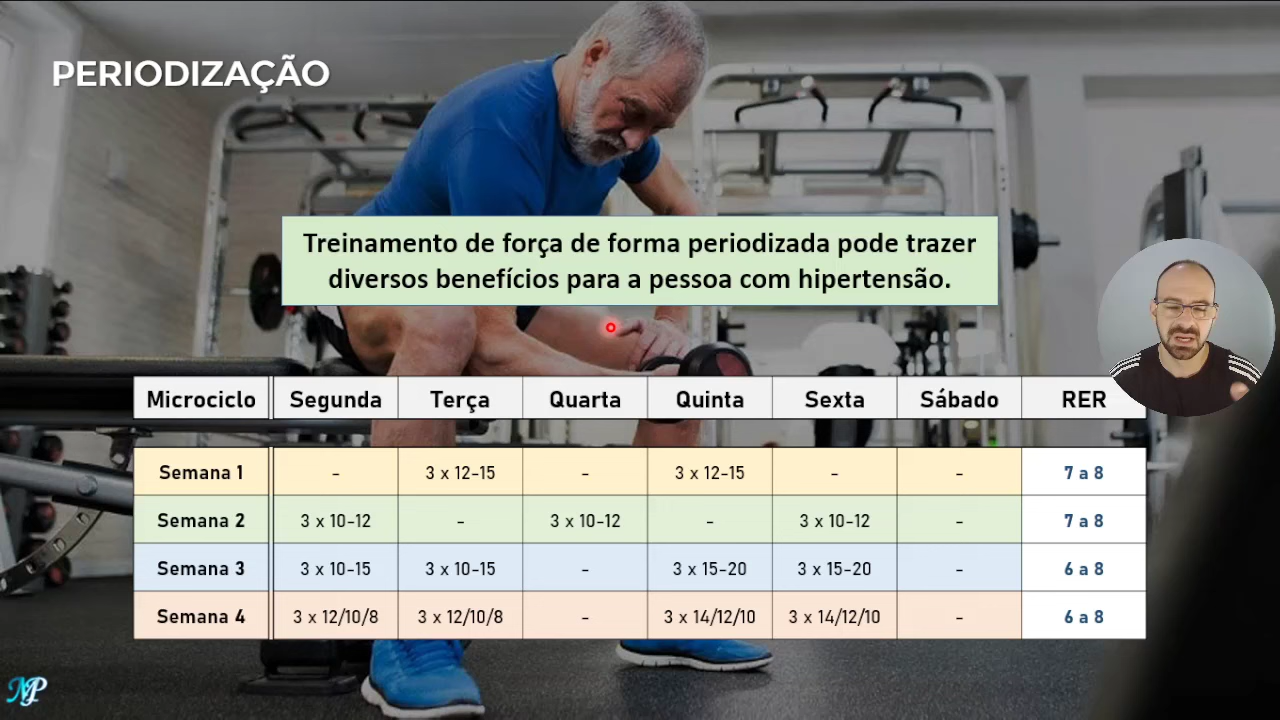 PERIODIZAÇÃO
Treinamento de força de forma periodizada pode trazer
diversos benefícios para a pessoa com hipertensão.
Microciclo Segunda Terça Quarta Quinta Sexta Sábado RER
Semana 1 - 3 x 12-15 - 3 x 12-15 - - 7 a 8
Semana 2 3 x 10-12 - 3 x 10-12 - 3 x 10-12 - 7 a 8
Semana 3 3 x 10-15 3 x 10-15 - 3 x 15-20 3 x 15-20 - 6 a 8
Semana 4 3 x 12/10/8 3 x 12/10/8 - 3 x 14/12/10 3 x 14/12/10 - 6 a 8
MP